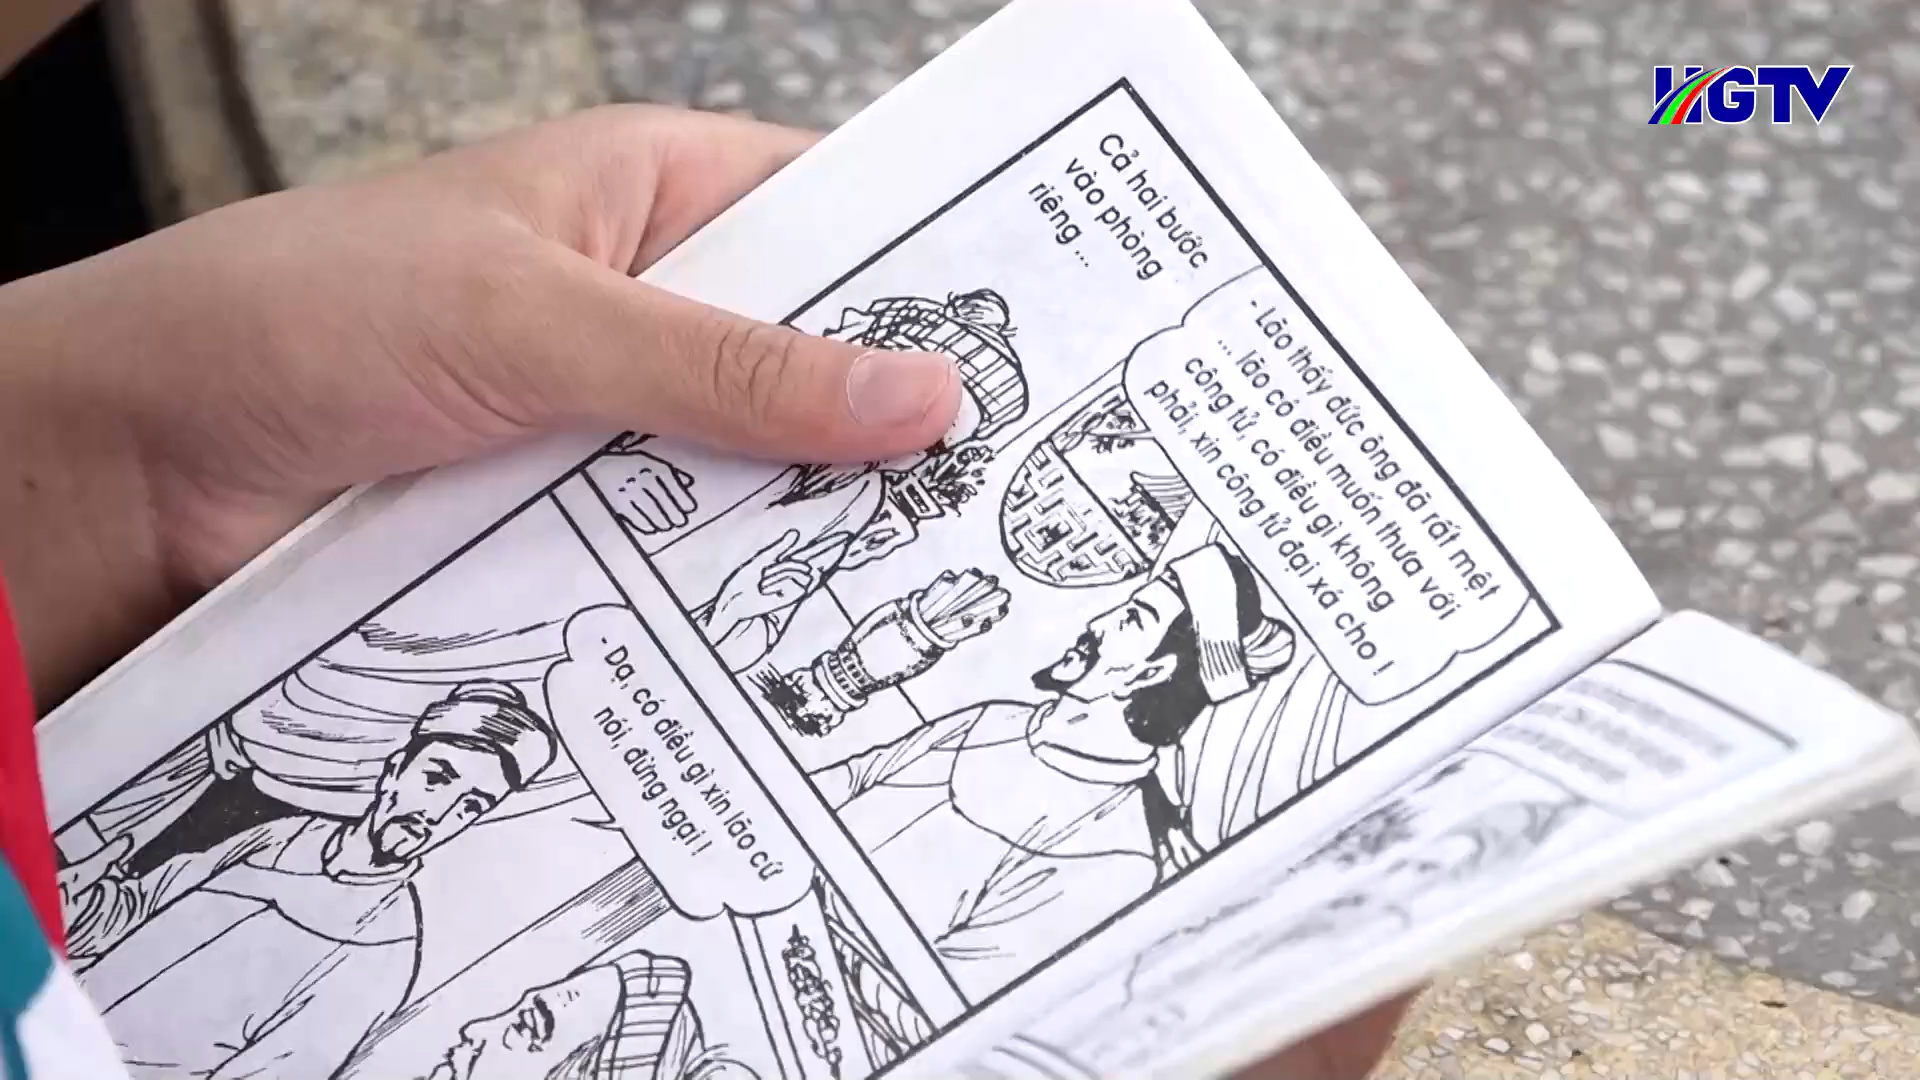 HGTV
Cả hai bước
vào phòng
riêng ...
- Lão thấy đức ông đã rất mệt
... lão có điều muốn thưa với
công tử, có điều gì không
phải, xin công tử đại xá cho !
- Dạ, có điều gì xin lão cứ
nói, đừng ngại !